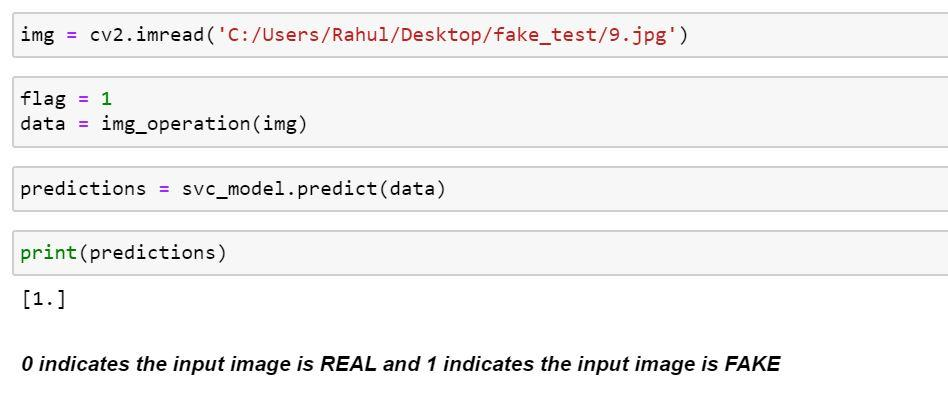 img = cv2.imread('C:/Users/Rahul/Desktop/fake_test/9.jpg')
flag = 1
data = img_operation(img)
predictions = svc_model.predict(data)
print(predictions)
[1.]
0 indicates the input image is REAL and 1 indicates the input image is FAKE